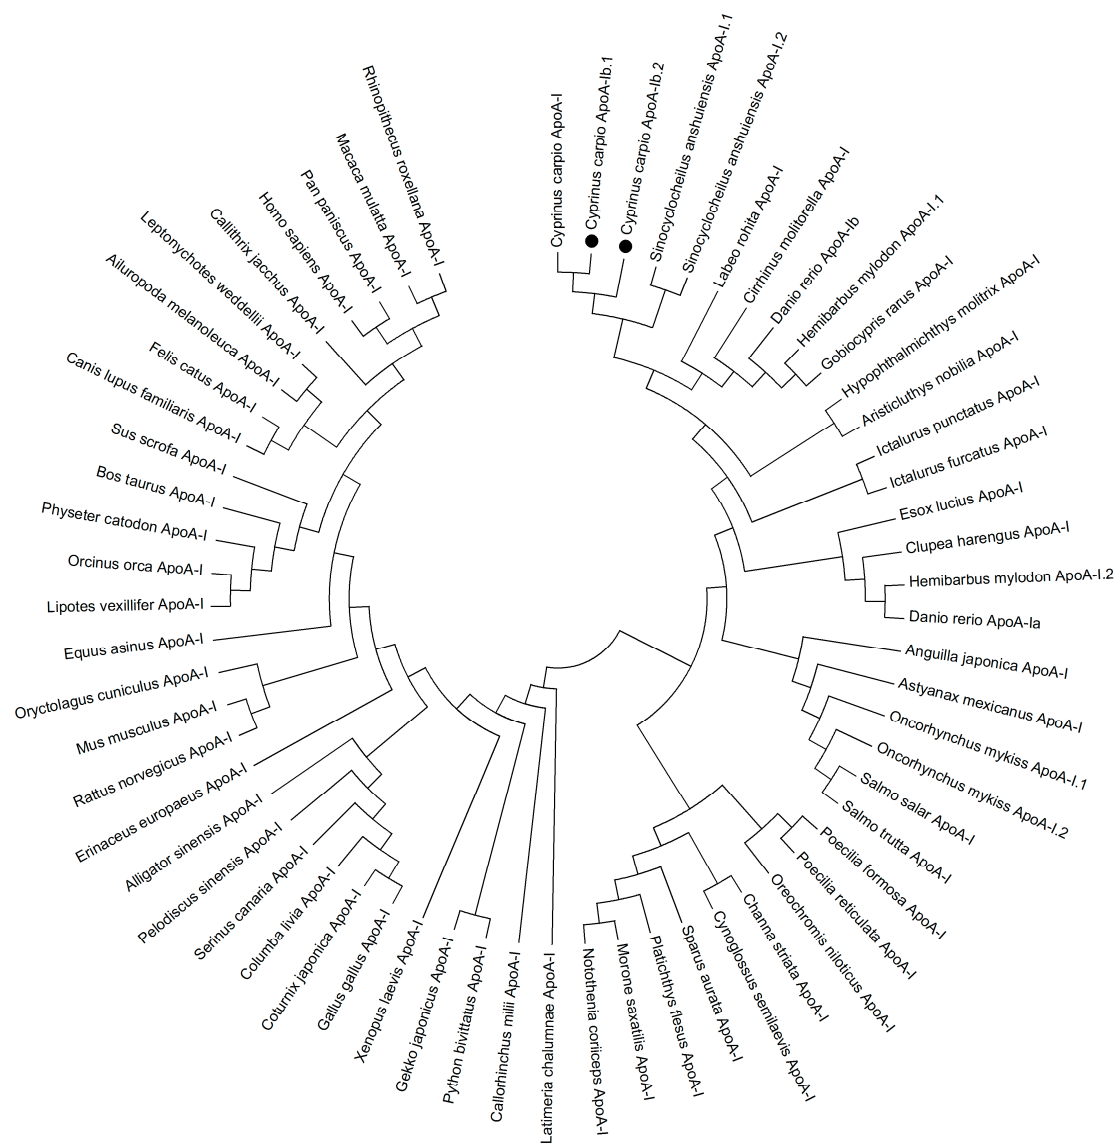 Cyprinus carpio ApoA-I
Cyprinus carpio ApoA-Ib.1
Cyprinus carpio ApoA-Ib.2
Sinocyclocheilus anshuiensis ApoA-I.1
Sinocyclocheilus anshuiensis ApoA-I.2
Labeo rohita ApoA-I
Cirrhinus molitorella ApoA-I
Danio rerio ApoA-Ib
Hemibarbus mylodon ApoA-I.1
Gobiocypris rarus ApoA-I
Hypophthalmichthys molitrix ApoA-I
Aristicluthys nobilia ApoA-I
Ictalurus punctatus ApoA-I
Ictalurus furcatus ApoA-I
Esox lucius ApoA-I
Clupea harengus ApoA-I
Hemibarbus mylodon ApoA-I.2
Danio rerio ApoA-Ia
Anguilla japonica ApoA-I
Astyanax mexicanus ApoA-I
Oncorhynchus mykiss ApoA-I.1
Oncorhynchus mykiss ApoA-I.2
Salmo salar ApoA-I
Salmo trutta ApoA-I
Poecilia formosa ApoA-I
Poecilia reticulata ApoA-I
Oreochromis niloticus ApoA-I
Channa striata ApoA-I
Cynoglossus semilaevis ApoA-I
Sparus aurata ApoA-I
Platichthys flesus ApoA-I
Morone saxatilis ApoA-I
Notothenia coriiceps ApoA-I
Latimeria chalumnae ApoA-I
Callorhinchus milii ApoA-I
Python bivittatus ApoA-I
Gekko japonicus ApoA-I
Xenopus laevis ApoA-I
Gallus gallus ApoA-I
Coturnix japonica ApoA-I
Columba livia ApoA-I
Serinus canaria ApoA-I
Pelodiscus sinensis ApoA-I
Alligator sinensis ApoA-I
Erinaceus europaeus ApoA-I
Rattus norvegicus ApoA-I
Mus musculus ApoA-I
Oryctolagus cuniculus ApoA-I
Equus asinus ApoA-I
Lipotes vexillifer ApoA-I
Orcinus orca ApoA-I
Physeter catodon ApoA-I
Bos taurus ApoA-I
Sus scrofa ApoA-I
Canis lupus familiaris ApoA-I
Felis catus ApoA-I
Ailuropoda melanoleuca ApoA-I
Leptonychotes weddellii ApoA-I
Callithrix jacchus ApoA-I
Homo sapiens ApoA-I
Pan paniscus ApoA-I
Macaca mulatta ApoA-I
Rhinopithecus roxellana ApoA-I